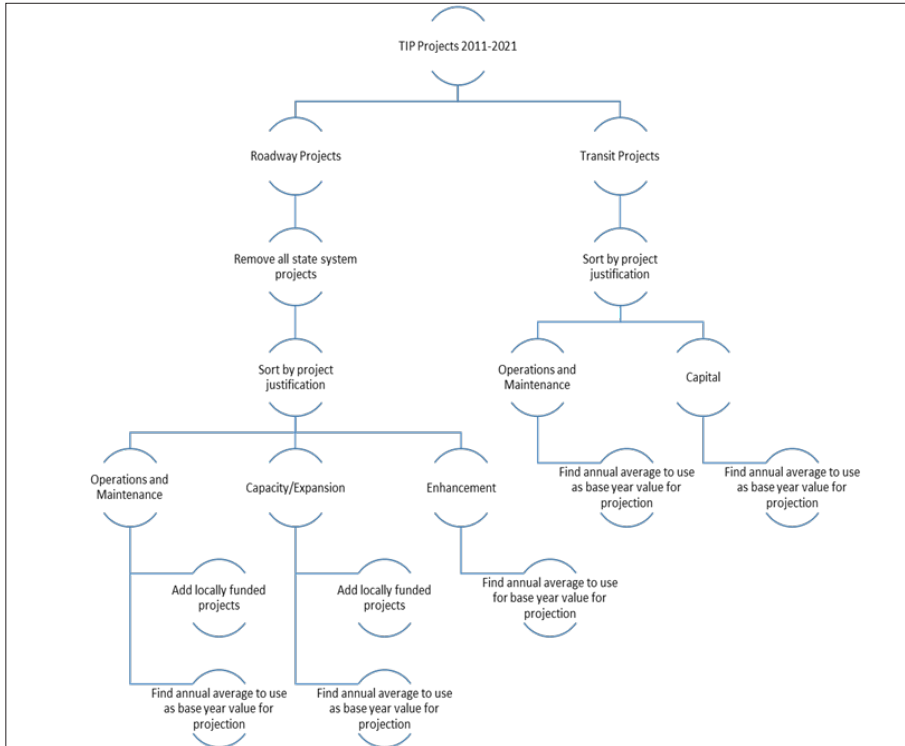 TIP Projects 2011-2021
Roadway Projects
Transit Projects
Remove all state system
projects
Sort by project
justification
Sort by project
justification
Operations and
Maintenance
Capital
Operations and
Maintenance
Capacity/Expansion
Enhancement
Find annual average to use
as base year value for
projection
Find annual average to use
as base year value for
projection
Add locally funded
projects
Add locally funded
projects
Find annual average to use
for base year value for
projection
Find annual average to use
as base year value for
projection
Find annual average to use
as base year value for
projection